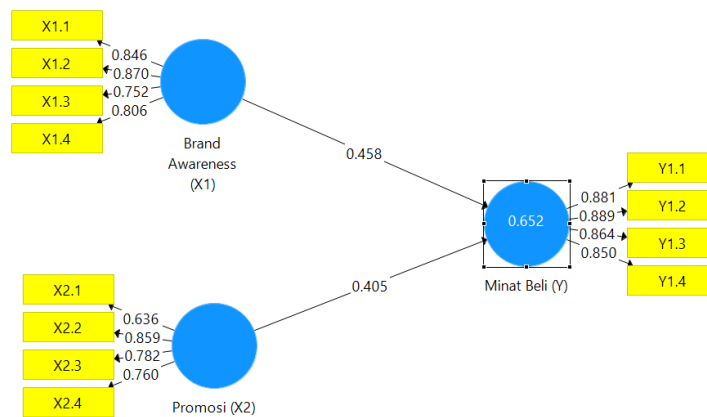 X1.1
X1.2
X1.3
X1.4
0.846
0.870
0.752
0.806
Brand
Awareness
(X1)
0.458
0.652
Minat Beli (Y)
0.881
0.889
0.864
0.850
Y1.1
Y1.2
Y1.3
Y1.4
0.405
X2.1
X2.2
X2.3
X2.4
0.636
0.859
0.782
0.760
Promosi (X2)